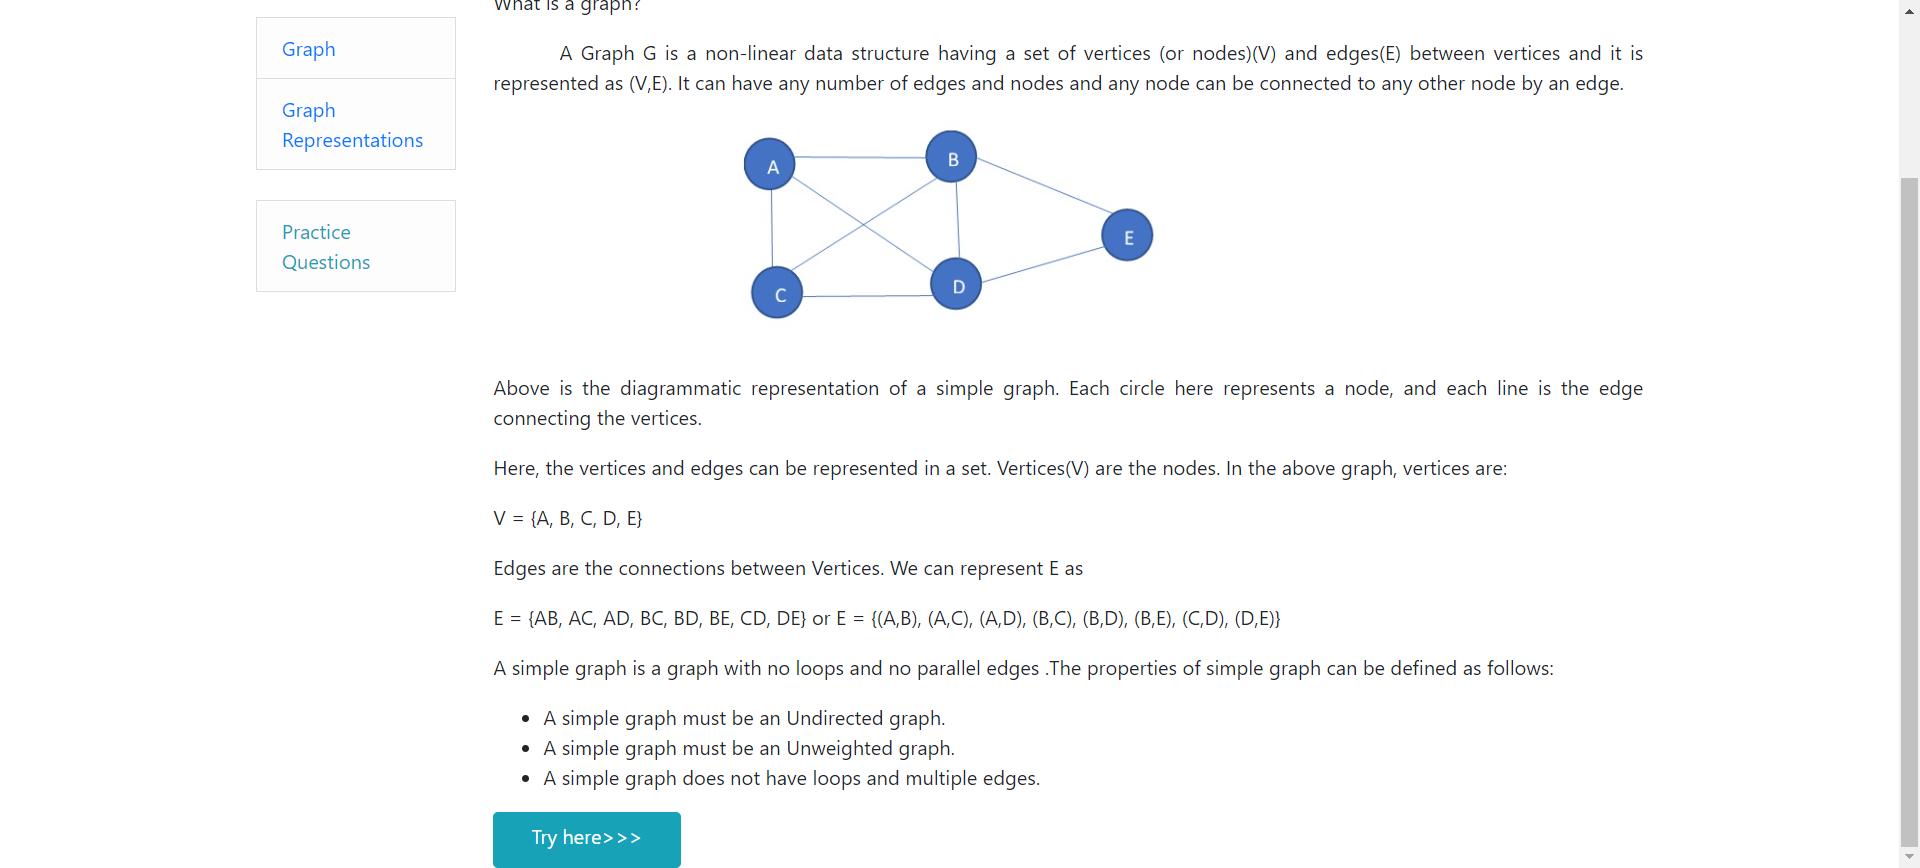 What is a graph?
Graph
Graph
Representations
Practice
Questions
A Graph G is a non-linear data structure having a set of vertices (or nodes)(V) and edges(E) between vertices and it is
represented as (V,E). It can have any number of edges and nodes and any node can be connected to any other node by an edge.
A
B
E
C
D
Above is the diagrammatic representation of a simple graph. Each circle here represents a node, and each line is the edge
connecting the vertices.
Here, the vertices and edges can be represented in a set. Vertices(V) are the nodes. In the above graph, vertices are:
V = {A, B, C, D, E}
Edges are the connections between Vertices. We can represent E as
E = {AB, AC, AD, BC, BD, BE, CD, DE} or E = {(A,B), (A,C), (A,D), (B,C), (B,D), (B,E), (C,D), (D,E)}
A simple graph is a graph with no loops and no parallel edges .The properties of simple graph can be defined as follows:
• A simple graph must be an Undirected graph.
• A simple graph must be an Unweighted graph.
• A simple graph does not have loops and multiple edges.
Try here>>>